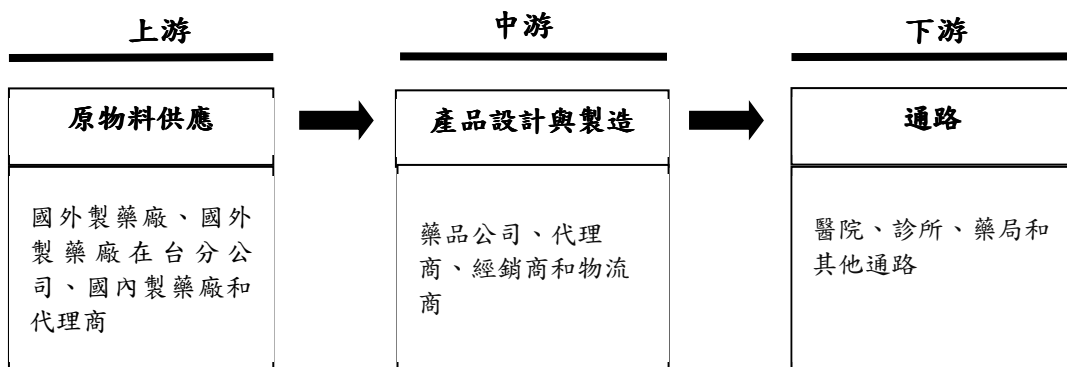 上游
中游
下游
原物料供應
產品設計與製造
通路
國外製藥廠、國外
製藥廠在台分公
司、國內製藥廠和
代理商
藥品公司、代理
商、經銷商和物流
商
醫院、診所、藥局和
其他通路